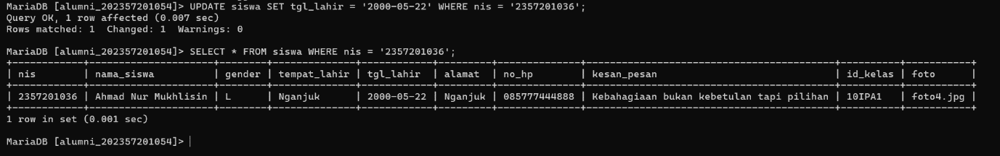 MariaDB [alumni_202357201054]> UPDATE siswa SET tgl_lahir = '2000-05-22' WHERE nis = '2357201036';
Query OK, 1 row affected (0.007 sec)
Rows matched: 1  Changed: 1  Warnings: 0
MariaDB [alumni_202357201054]> SELECT * FROM siswa WHERE nis = '2357201036';
+------------+----------------------+--------+--------------+------------+---------+--------------+----------------------------------------+----------+-----------+
| nis        | nama_siswa           | gender | tempat_lahir | tgl_lahir  | alamat  | no_hp        | kesan_pesan                            | id_kelas | foto      |
+------------+----------------------+--------+--------------+------------+---------+--------------+----------------------------------------+----------+-----------+
| 2357201036 | Ahmad Nur Mukhlisin | L      | Nganjuk      | 2000-05-22 | Nganjuk | 085777444888 | Kebahagiaan bukan kebetulan tapi pilihan | 10IPA1   | foto4.jpg |
+------------+----------------------+--------+--------------+------------+---------+--------------+----------------------------------------+----------+-----------+
1 row in set (0.001 sec)
MariaDB [alumni_202357201054]>